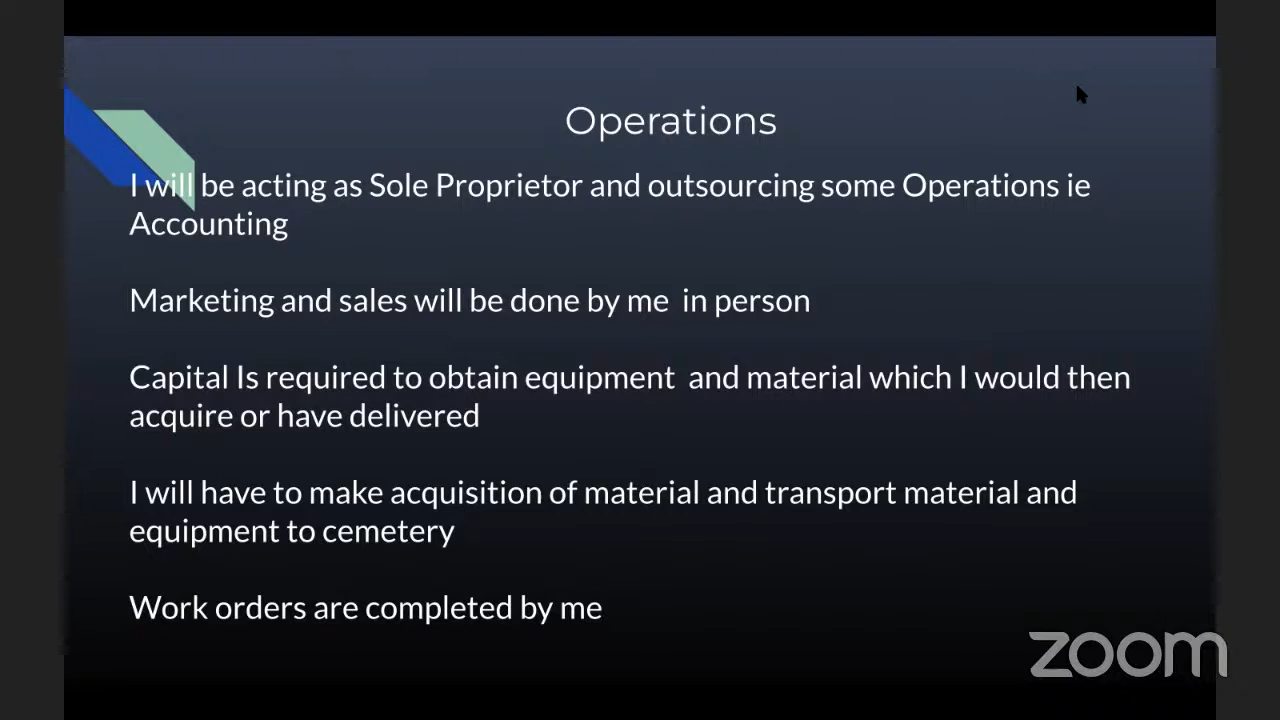 Operations
I will be acting as Sole Proprietor and outsourcing some Operations ie
Accounting
Marketing and sales will be done by me  in person
Capital Is required to obtain equipment  and material which I would then
acquire or have delivered
I will have to make acquisition of material and transport material and
equipment to cemetery
Work orders are completed by me
zoom